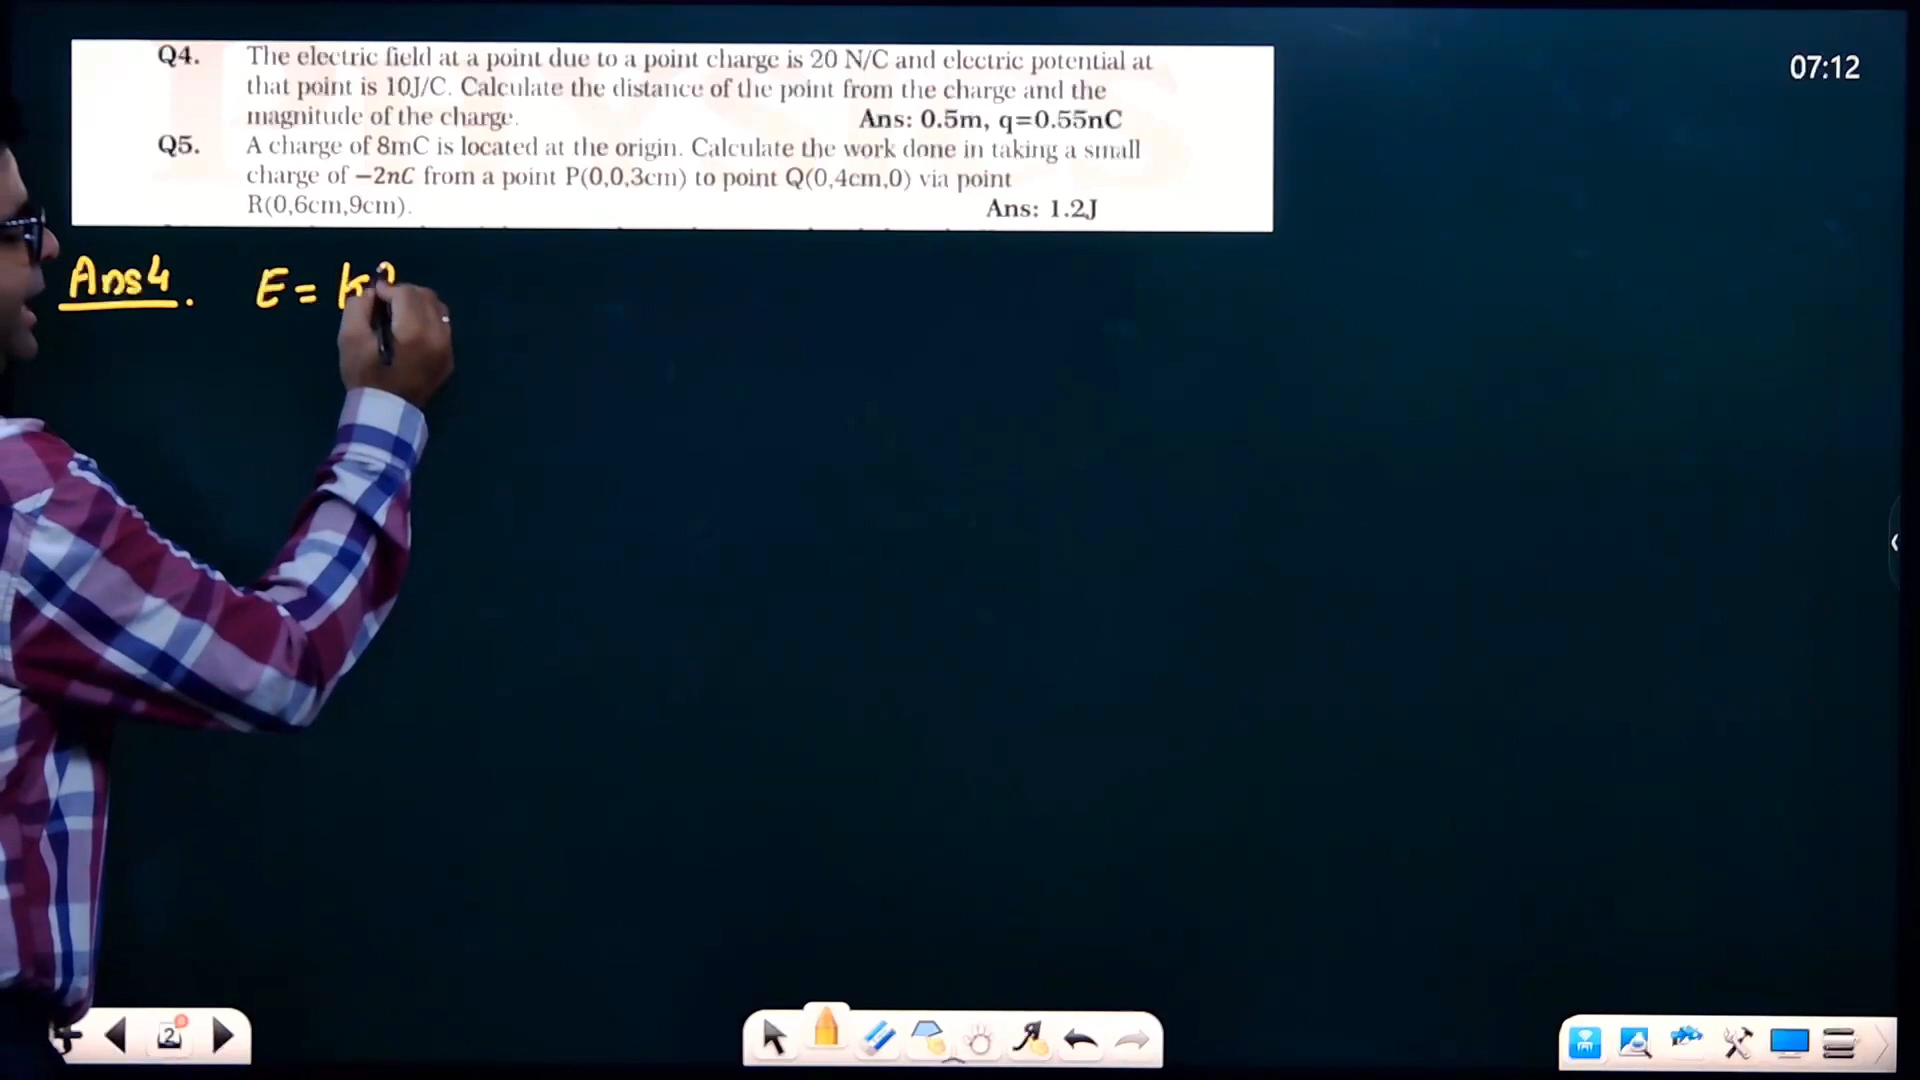 Q4. The electric field at a point due to a point charge is 20 N/C and electric potential at
that point is 10J/C. Calculate the distance of the point from the charge and the
magnitude of the charge. Ans: 0.5m, q=0.55nC
Q5. A charge of 8mC is located at the origin. Calculate the work done in taking a small
charge of −2nC from a point P(0,0,3cm) to point Q(0,4cm,0) via point
R(0,6cm,9cm). Ans: 1.2J
07:12
Ans 4. E = k
2